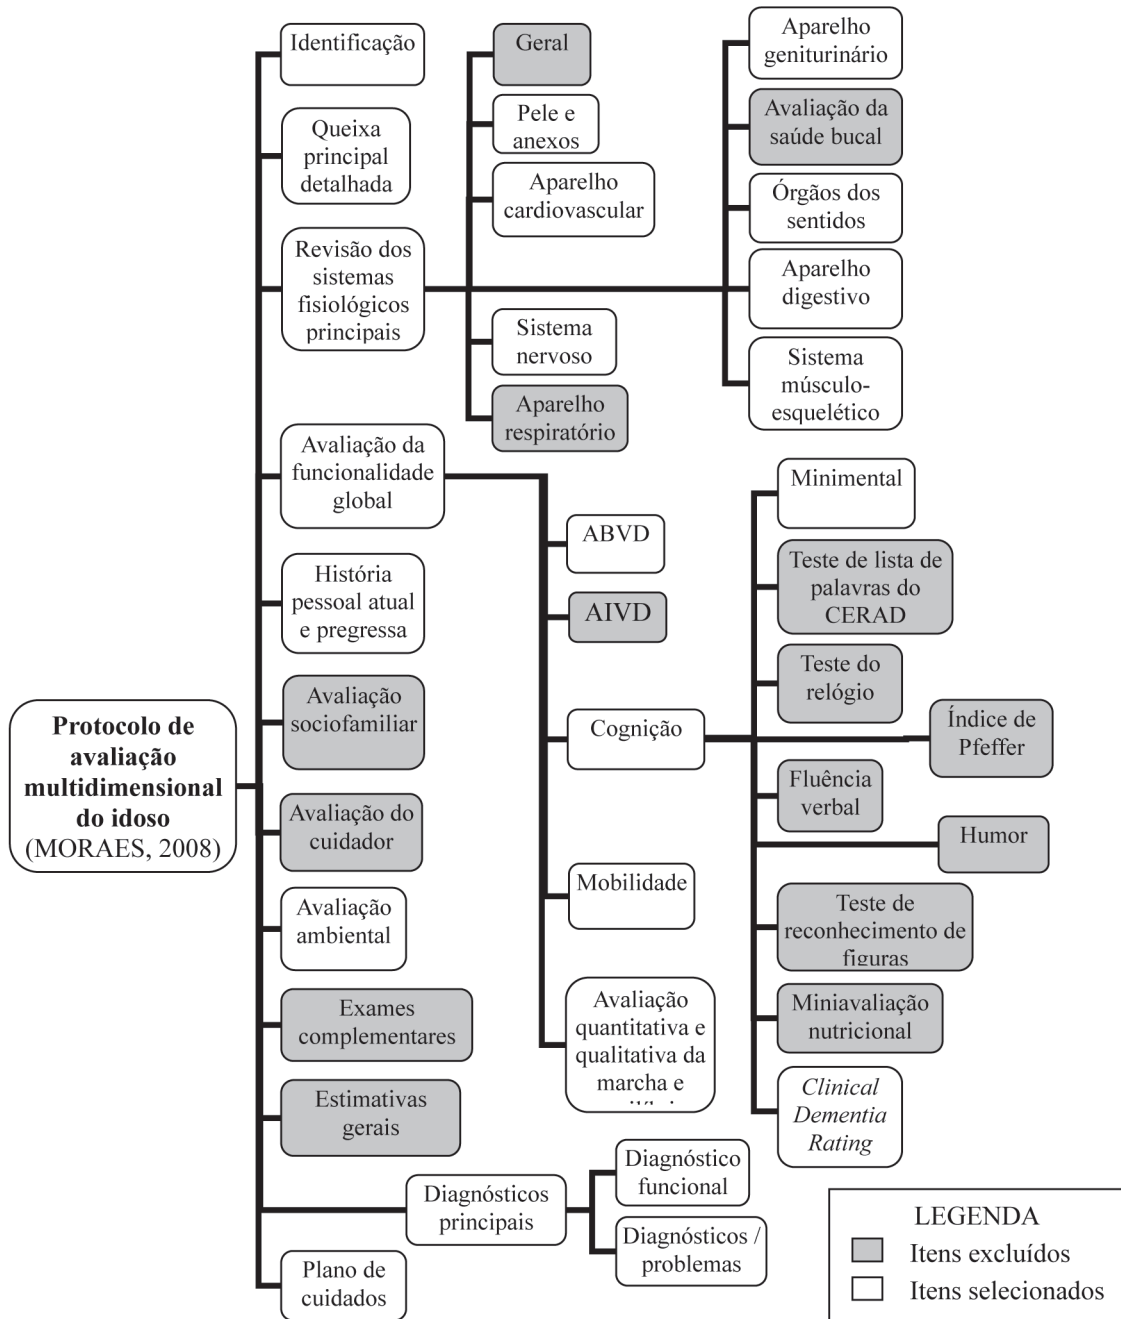 Identificação
Queixa
principal
detalhada
Revisão dos
sistemas
fisiológicos
principais
Geral
Pele e
anexos
Aparelho
cardiovascular
Sistema
nervoso
Aparelho
respiratório
Aparelho
geniturinário
Avaliação da
saúde bucal
Órgãos dos
sentidos
Aparelho
digestivo
Sistema
músculo-
esquelético
Avaliação da
funcionalidade
global
ABVD
AIVD
Cognição
Minimental
Teste de lista de
palavras do
CERAD
Teste do
relógio
Índice de
Pfeffer
Fluência
verbal
Humor
Teste de
reconhecimento de
figuras
Miniavaliação
nutricional
Clinical
Dementia
Rating
Mobilidade
Avaliação
quantitativa e
qualitativa da
marcha e
História
pessoal atual
e pregressa
Avaliação
sociofamiliar
Protocolo de
avaliação
multidimensional
do idoso
(MORAES, 2008)
Avaliação do
cuidador
Avaliação
ambiental
Exames
complementares
Estimativas
gerais
Diagnósticos
principais
Diagnóstico
funcional
Diagnósticos /
problemas
Plano de
cuidados
LEGENDA
Itens excluídos
Itens selecionados